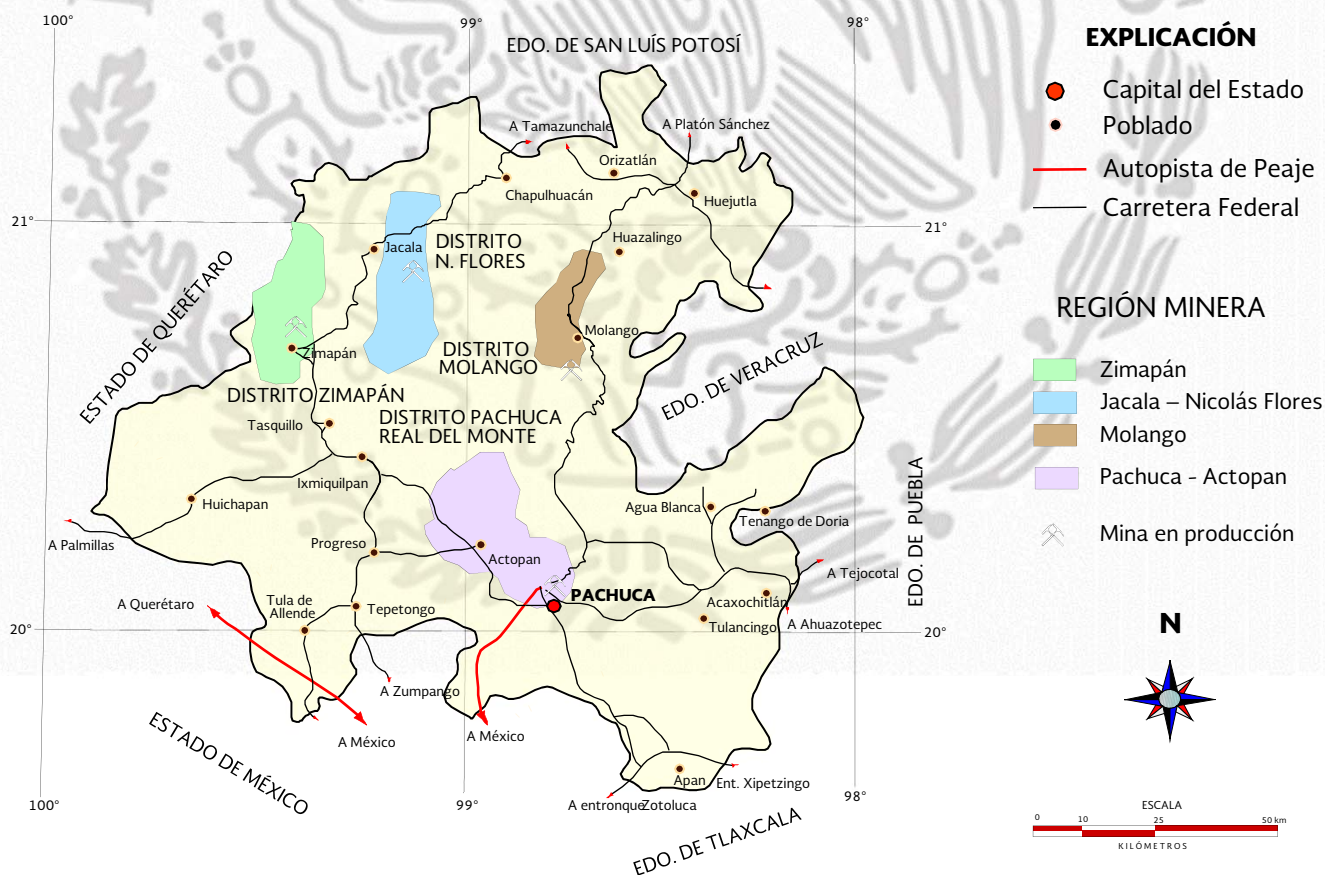 100°
99°
98°
EDO. DE SAN LUÍS POTOSÍ
A Tamazunchale
A Platón Sánchez
Orizatlán
Chapulhuacán
Huejutla
21°
21°
Huazalingo
Jacala
DISTRITO
N. FLORES
ESTADO DE QUERÉTARO
Molango
Zimapán
DISTRITO
MOLANGO
EDO. DE VERACRUZ
DISTRITO ZIMAPÁN
DISTRITO PACHUCA
REAL DEL MONTE
Tasquillo
Ixmiquilpan
Huichapan
Agua Blanca
Tenango de Doria
EDO. DE PUEBLA
A Palmillas
Progreso
Actopan
A Tejocotal
PACHUCA
A Querétaro
Tula de
Allende
Tepetongo
Acaxochitlán
Tulancingo
A Ahuazotepec
20°
20°
A Zumpango
ESTADO DE MÉXICO
A México
A México
Apan
Ent. Xipetzingo
A entronqueZotoluca
100°
99°
98°
EDO. DE TLAXCALA
EXPLICACIÓN
Capital del Estado
Poblado
Autopista de Peaje
Carretera Federal
REGIÓN MINERA
Zimapán
Jacala – Nicolás Flores
Molango
Pachuca - Actopan
Mina en producción
N
ESCALA
0 10 25 50 km
KILÓMETROS